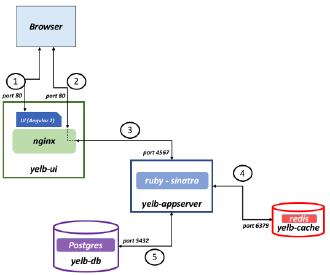 Browser
1
2
port 80
port 80
UI (Angular 2)
nginx
yelb-ui
3
port 4567
ruby - sinatra
yelb-appserver
4
port 6379
redis
yelb-cache
Postgres
yelb-db
port 5432
5